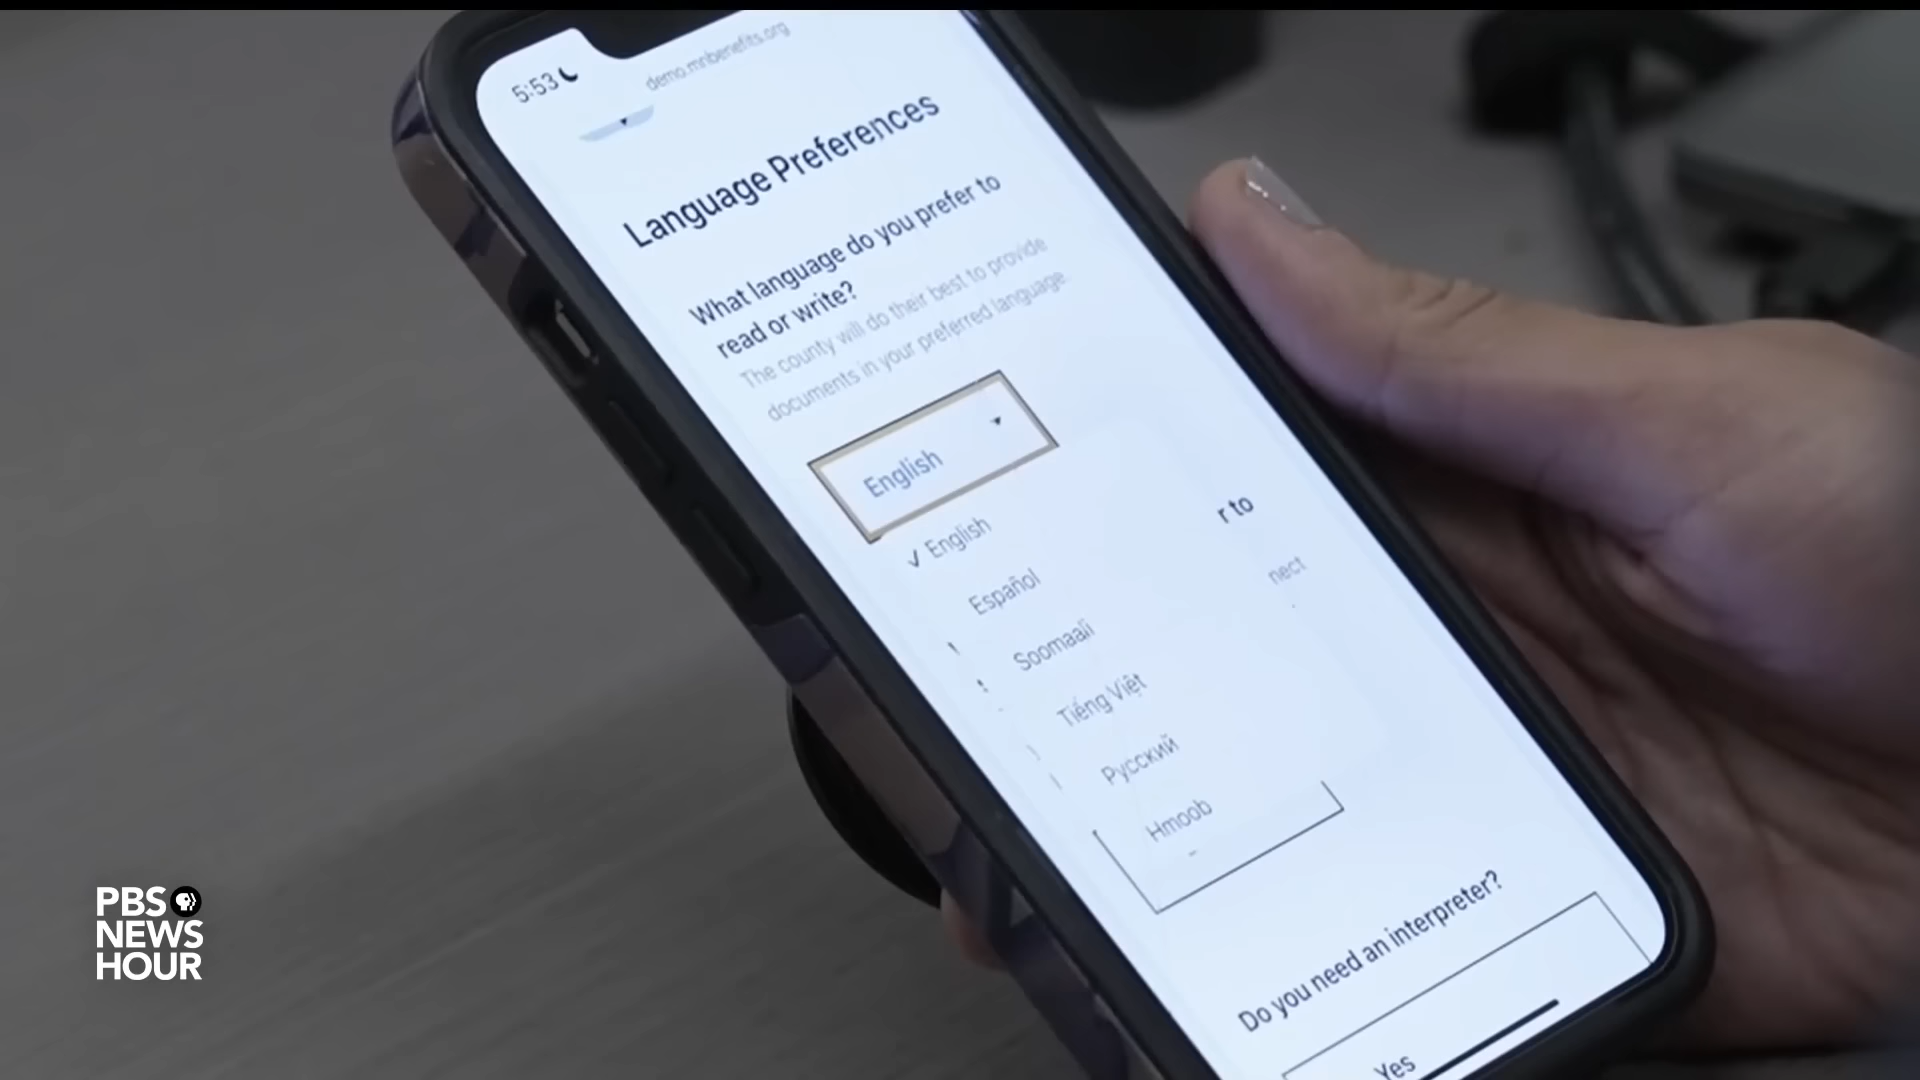 5:53
demo.mnbenefits.org
Language Preferences
What language do you prefer to
read or write?
The county will do their best to provide
documents in your preferred language.
English
✓ English
Español
Soomaali
Tiếng Việt
Русский
Hmoob
r to
nect
Do you need an interpreter?
Yes
PBS
NEWS
HOUR